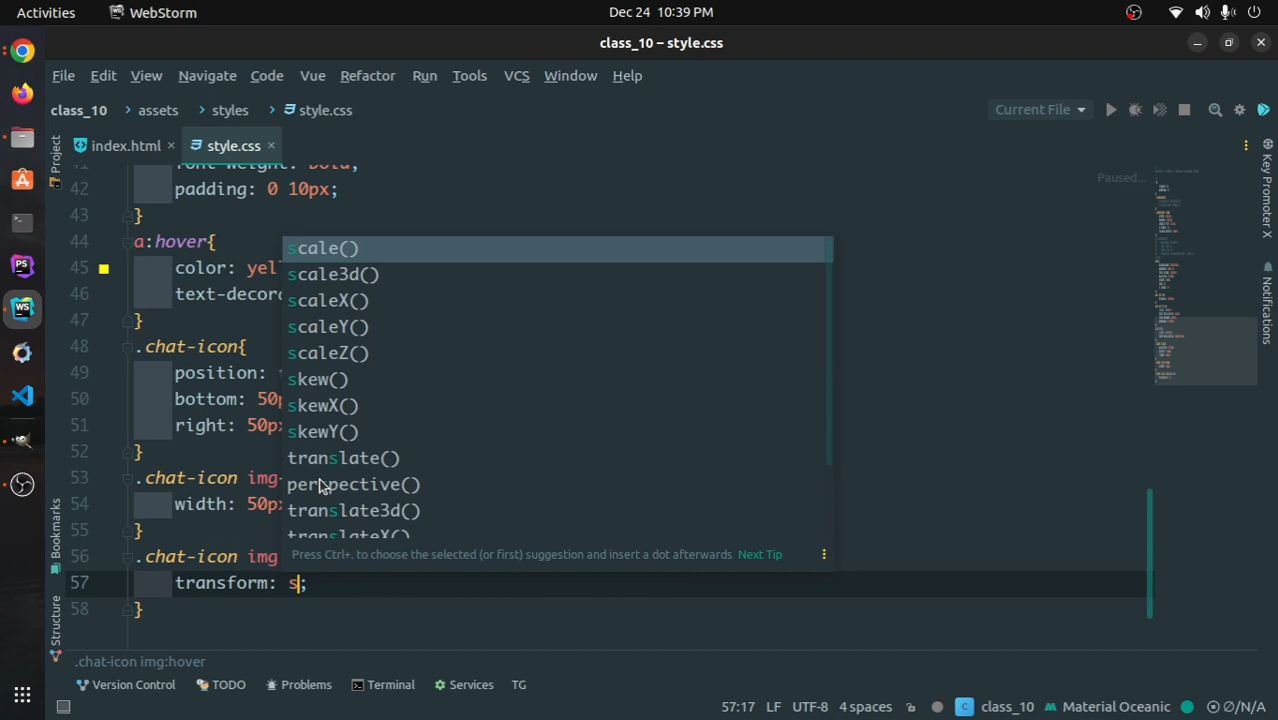 Activities
WebStorm
Dec 24 10:39 PM
class_10 – style.css
File Edit View Navigate Code Vue Refactor Run Tools VCS Window Help
class_10 › assets › styles › style.css
Current File
index.html ×
style.css ×
Project
Paused...
Key Promoter X
Notifications
42 padding: 0 10px;
43 }
44 a:hover{
45 color: yel
46 text-decora
47 }
48 .chat-icon{
49 position:
50 bottom: 50p
51 right: 50px
52 }
53 .chat-icon img
54 width: 50px
55 }
56 .chat-icon img
57 transform: s;
58 }
scale()
scale3d()
scaleX()
scaleY()
scaleZ()
skew()
skewX()
skewY()
translate()
perspective()
translate3d()
translateX()
Press Ctrl+. to choose the selected (or first) suggestion and insert a dot afterwards Next Tip
Bookmarks
Structure
.chat-icon img:hover
Version Control TODO Problems Terminal Services TG
57:17 LF UTF-8 4 spaces class_10 Material Oceanic Ø/N/A